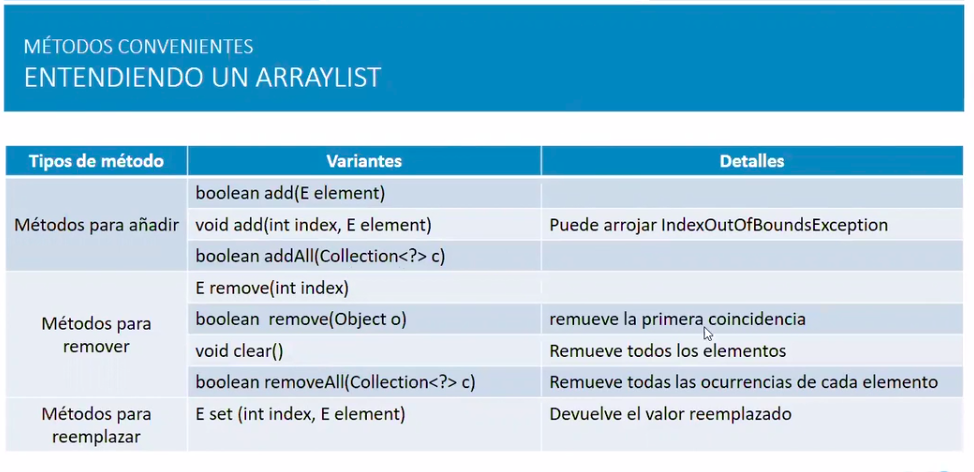 MÉTODOS CONVENIENTES
ENTENDIENDO UN ARRAYLIST
Tipos de método Variantes Detalles
Métodos para añadir
boolean add(E element)
void add(int index, E element) Puede arrojar IndexOutOfBoundsException
boolean addAll(Collection<?> c)
Métodos para
remover
E remove(int index)
boolean  remove(Object o) remueve la primera coincidencia
void clear() Remueve todos los elementos
boolean removeAll(Collection<?> c) Remueve todas las ocurrencias de cada elemento
Métodos para
reemplazar
E set (int index, E element) Devuelve el valor reemplazado